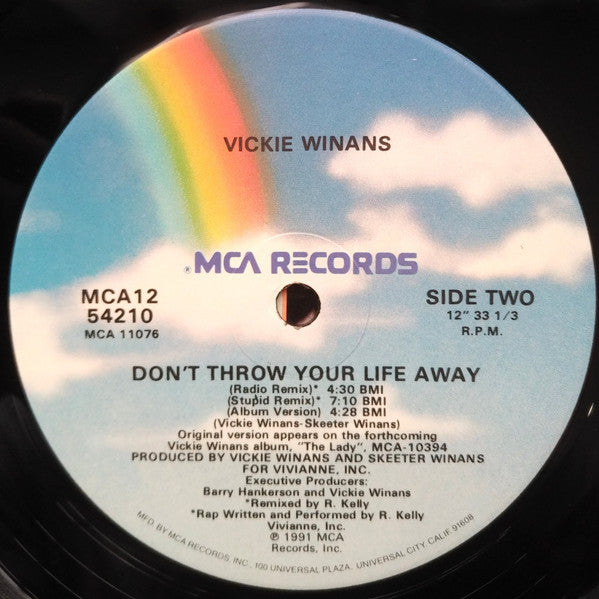 VICKIE WINANS
® MCA RECORDS
MCA12
54210
MCA 11076
SIDE TWO
12" 33 1/3
R.P.M.
DON'T THROW YOUR LIFE AWAY
(Radio Remix)* 4:30 BMI
(Stupid Remix)* 7:10 BMI
(Album Version) 4:28 BMI
(Vickie Winans-Skeeter Winans)
Original version appears on the forthcoming
Vickie Winans album, "The Lady", MCA-10394
PRODUCED BY VICKIE WINANS AND SKEETER WINANS
FOR VIVIANNE, INC.
Executive Producers:
Barry Hankerson and Vickie Winans
*Remixed by R. Kelly
*Rap Written and Performed by R. Kelly
Vivianne, Inc.
℗ 1991 MCA
Records, Inc.
MFD BY MCA RECORDS, INC., 100 UNIVERSAL PLAZA, UNIVERSAL CITY, CALIF. 91608